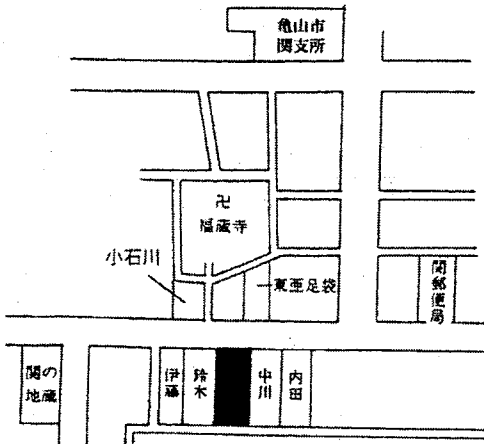 亀山市
関支所
卍
福蔵寺
小石川
東亜足袋
関郵便局
関の
地蔵
伊藤
鈴木
中川
内田